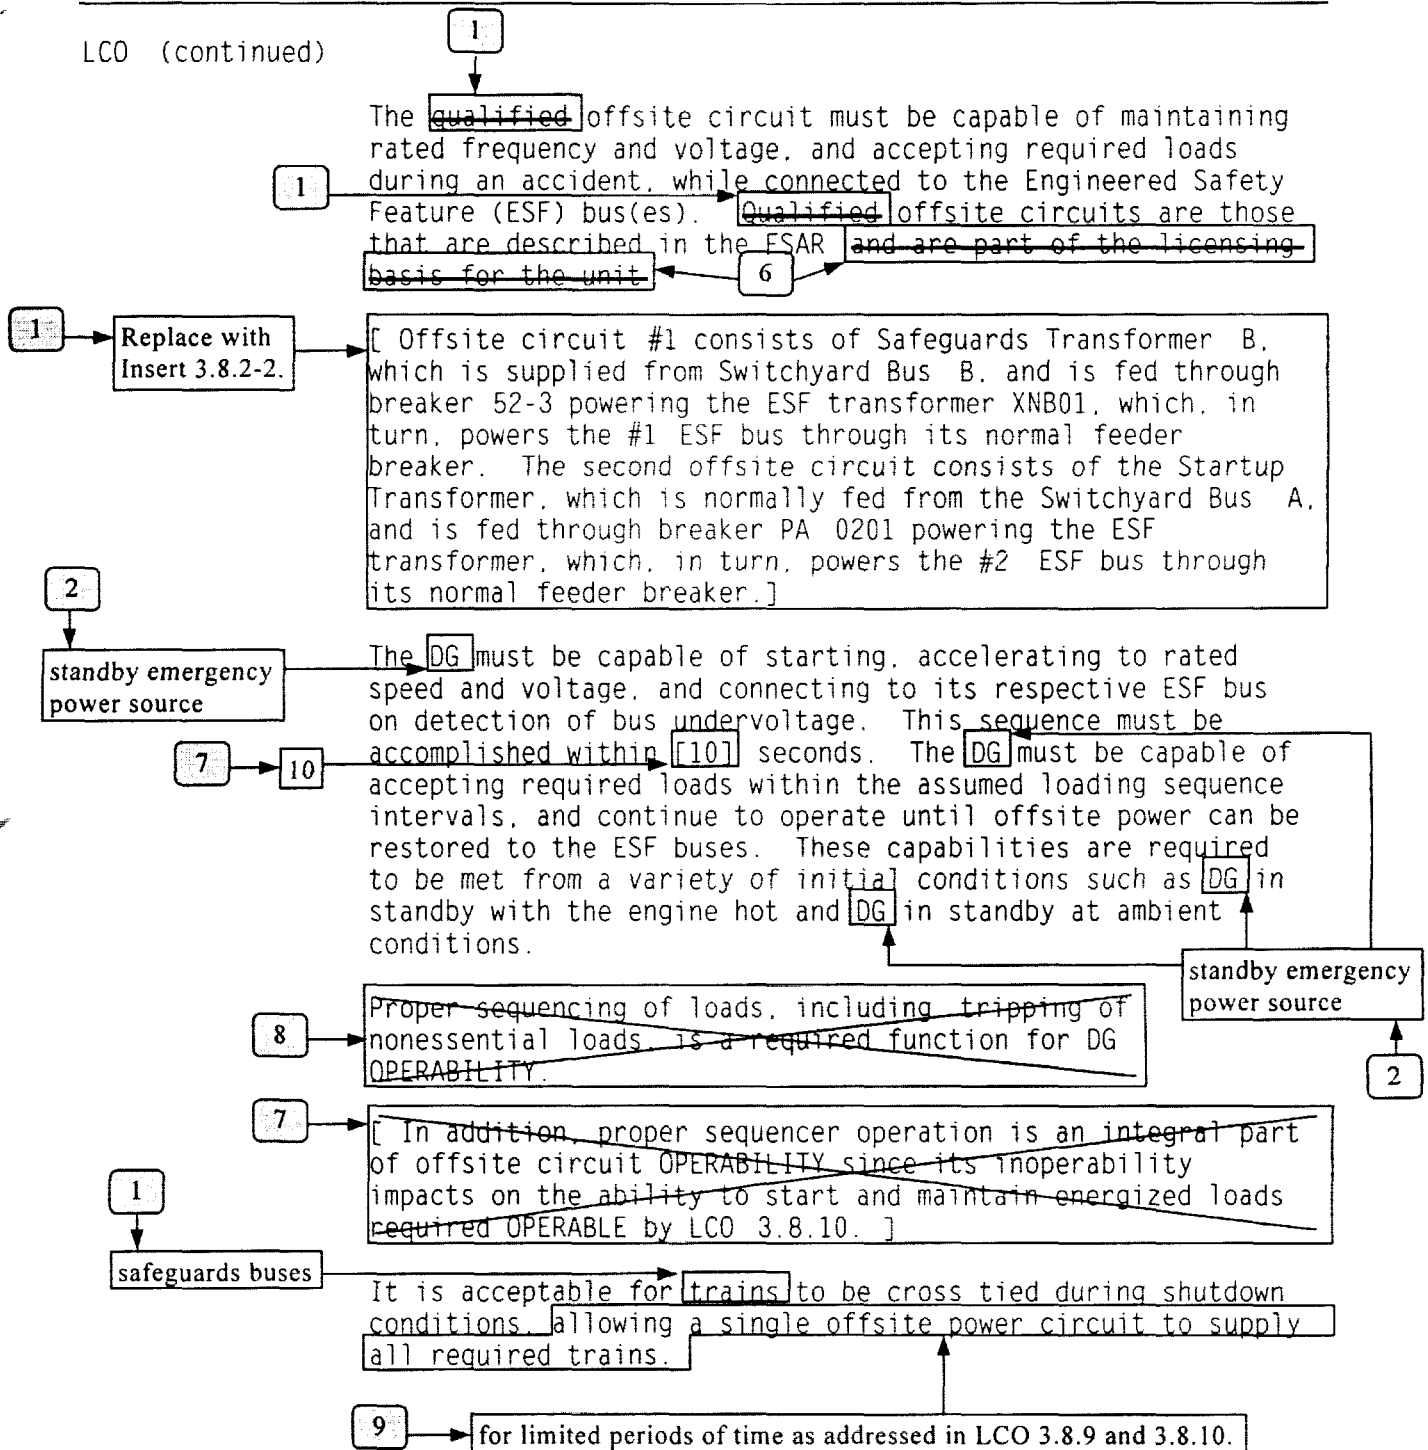 1
LCO (continued)
The qualified offsite circuit must be capable of maintaining
rated frequency and voltage, and accepting required loads
1
during an accident, while connected to the Engineered Safety
Feature (ESF) bus(es). Qualified offsite circuits are those
that are described in the FSAR and are part of the licensing
basis for the unit
6
1
Replace with
Insert 3.8.2-2.
[ Offsite circuit #1 consists of Safeguards Transformer B,
which is supplied from Switchyard Bus B, and is fed through
breaker 52-3 powering the ESF transformer XNB01, which, in
turn, powers the #1 ESF bus through its normal feeder
breaker. The second offsite circuit consists of the Startup
Transformer, which is normally fed from the Switchyard Bus A,
and is fed through breaker PA 0201 powering the ESF
transformer, which, in turn, powers the #2 ESF bus through
its normal feeder breaker.]
2
standby emergency
power source
The DG must be capable of starting, accelerating to rated
speed and voltage, and connecting to its respective ESF bus
on detection of bus undervoltage. This sequence must be
7
10
accomplished within [10] seconds. The DG must be capable of
accepting required loads within the assumed loading sequence
intervals, and continue to operate until offsite power can be
restored to the ESF buses. These capabilities are required
to be met from a variety of initial conditions such as DG in
standby with the engine hot and DG in standby at ambient
conditions.
standby emergency
power source
2
8
Proper sequencing of loads, including tripping of
nonessential loads, is a required function for DG
OPERABILITY.
7
[ In addition, proper sequencer operation is an integral part
of offsite circuit OPERABILITY since its inoperability
impacts on the ability to start and maintain energized loads
required OPERABLE by LCO 3.8.10. ]
1
safeguards buses
It is acceptable for trains to be cross tied during shutdown
conditions, allowing a single offsite power circuit to supply
all required trains.
9
for limited periods of time as addressed in LCO 3.8.9 and 3.8.10.